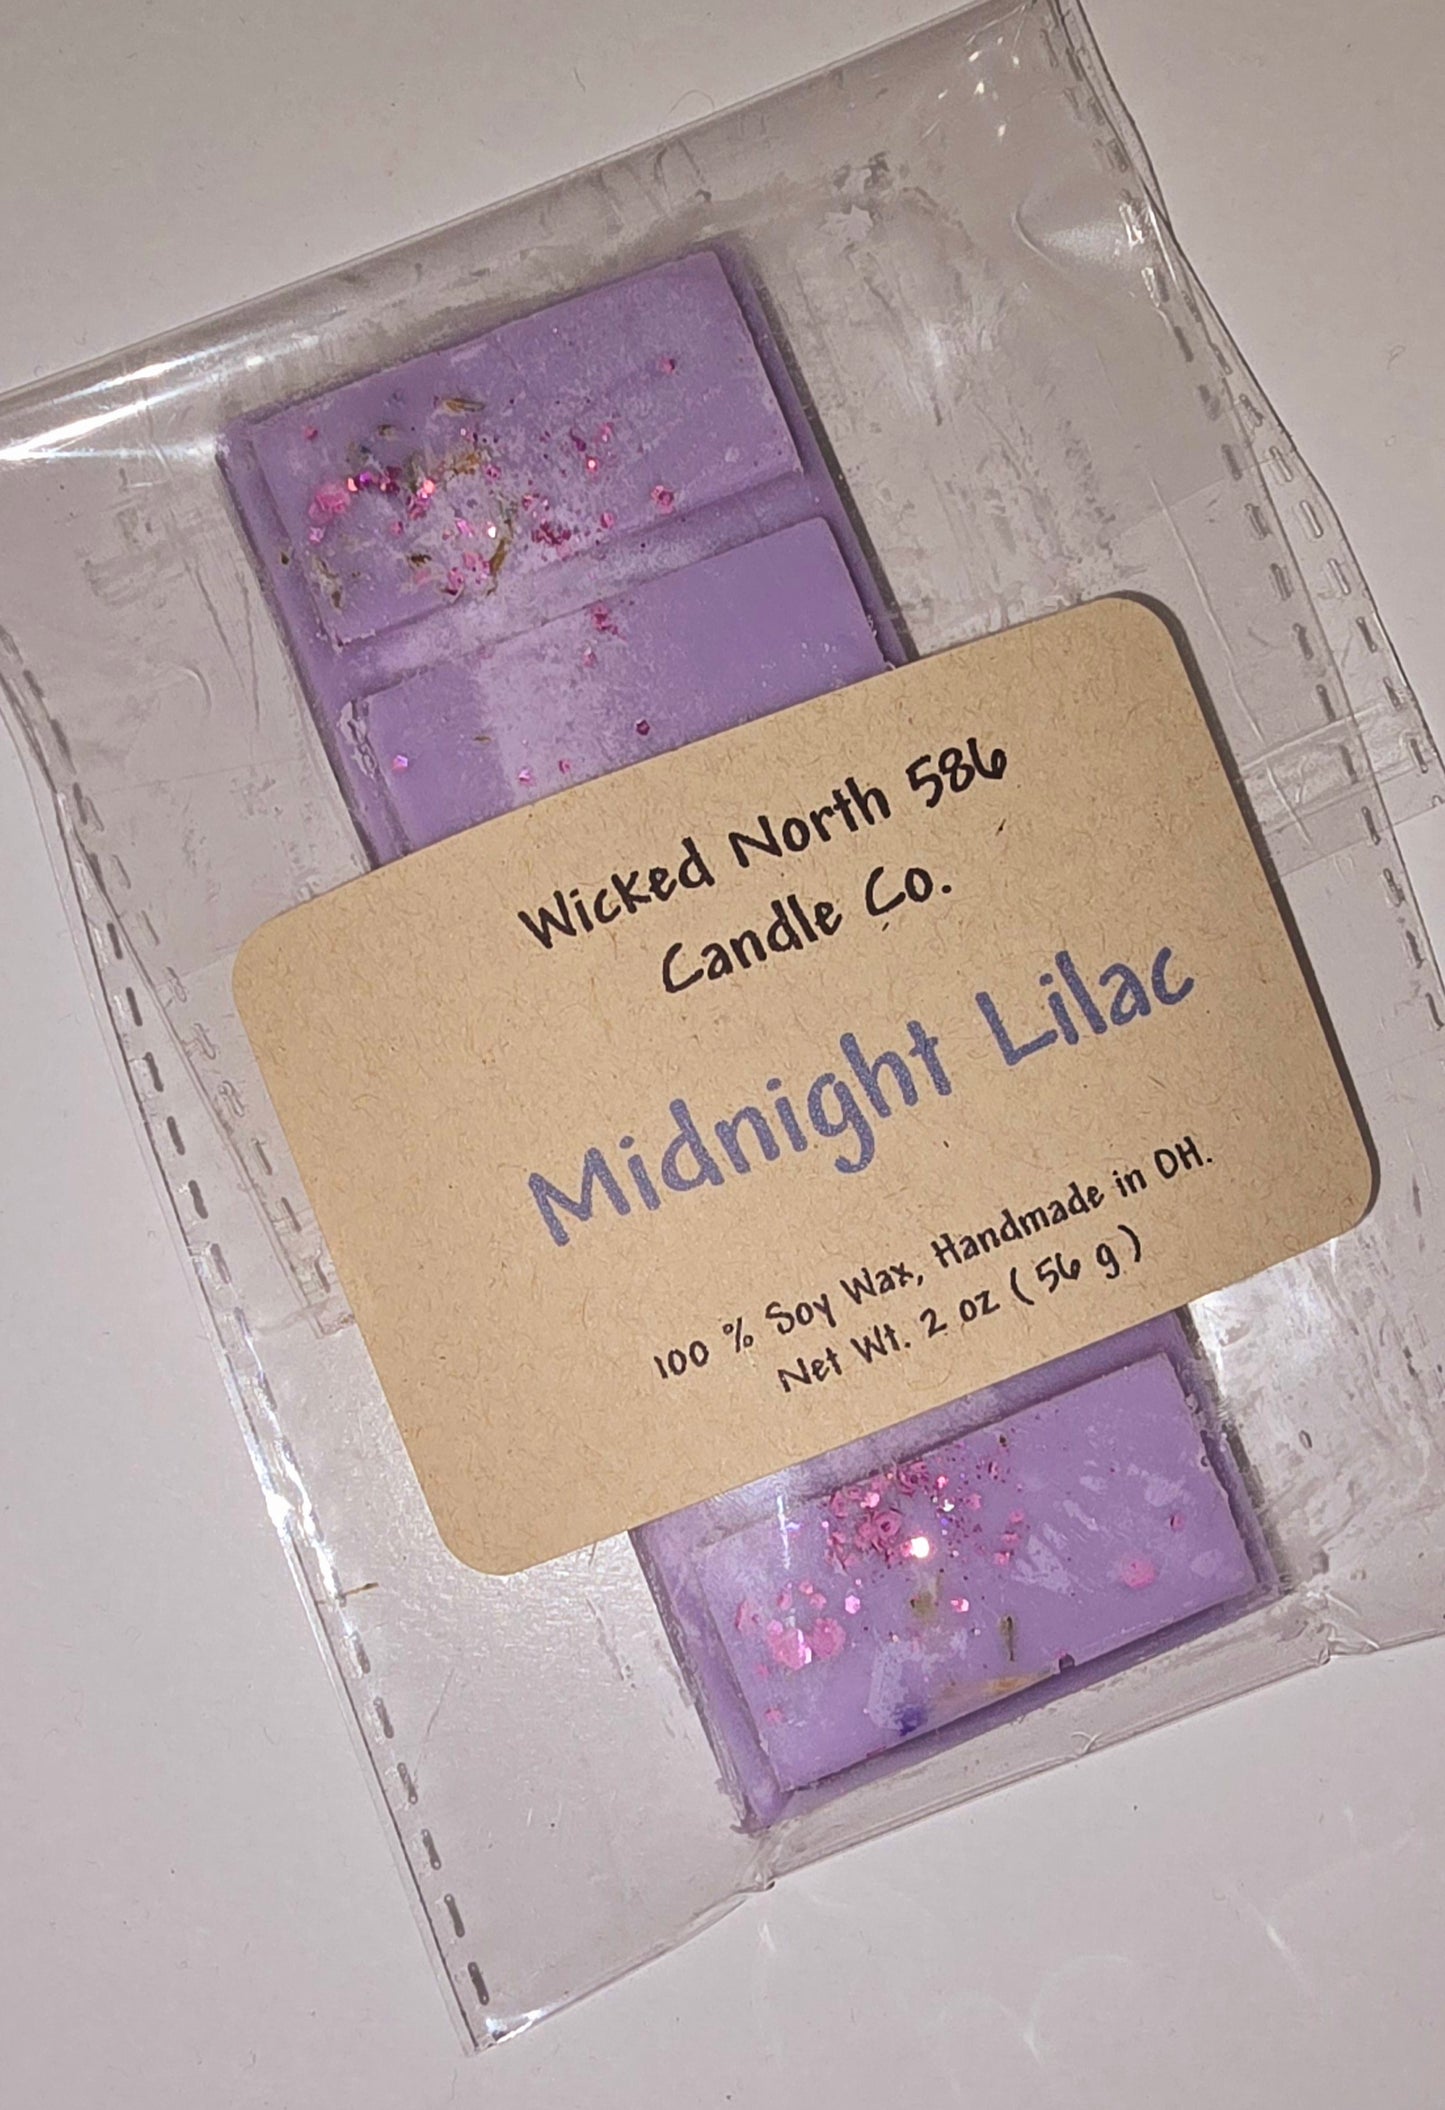 Wicked North 586
Candle Co.
Midnight Lilac
100 % Soy Wax, Handmade in OH.
Net Wt. 2 oz ( 56 g )